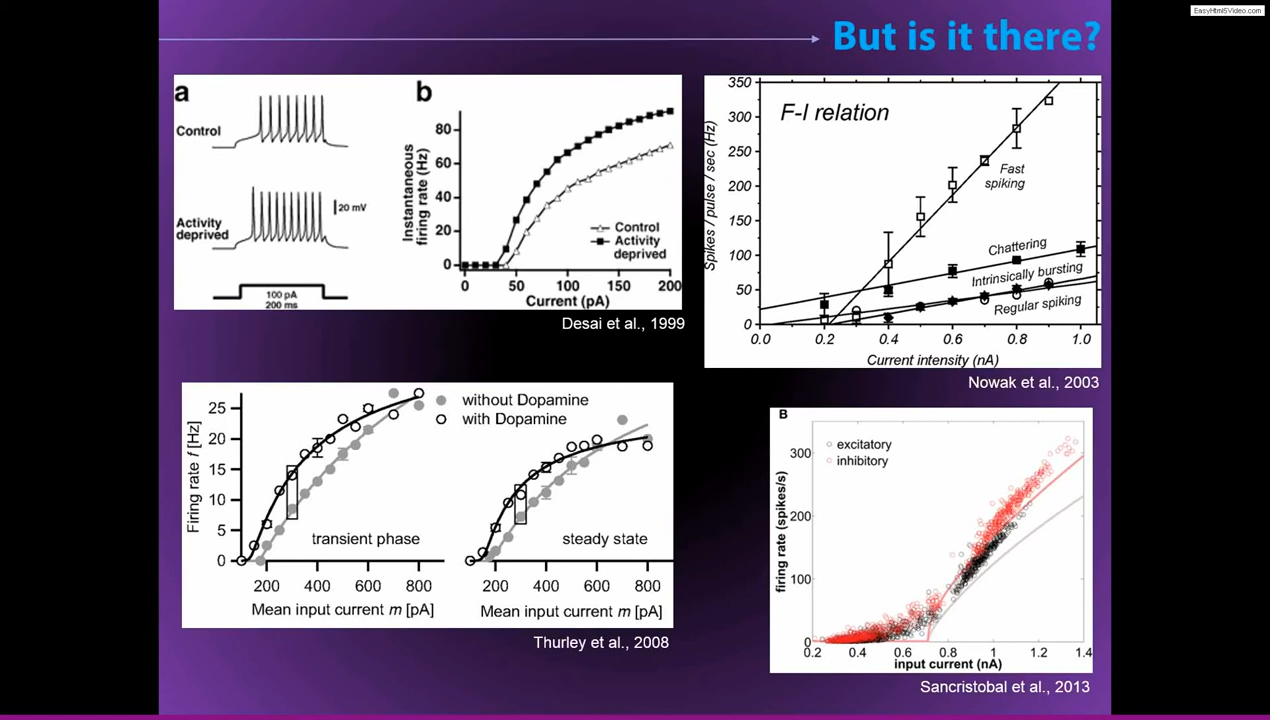 EasyHtml5Video.com
But is it there?
a
Control
Activity
deprived
20 mV
100 pA
200 ms
b
Instantaneous
firing rate (Hz)
80
60
40
20
0
Control
Activity
deprived
0 50 100 150 200
Current (pA)
Desai et al., 1999
F-I relation
Spikes / pulse / sec (Hz)
350
300
250
200
150
100
50
0
Fast
spiking
Chattering
Intrinsically bursting
Regular spiking
0.0 0.2 0.4 0.6 0.8 1.0
Current intensity (nA)
Nowak et al., 2003
Firing rate f [Hz]
25
20
15
10
5
0
without Dopamine
with Dopamine
transient phase
steady state
200 400 600 800
200 400 600 800
Mean input current m [pA]
Mean input current m [pA]
Thurley et al., 2008
B
excitatory
inhibitory
firing rate (spikes/s)
300
200
100
0
0.2 0.4 0.6 0.8 1 1.2 1.4
input current (nA)
Sancristobal et al., 2013